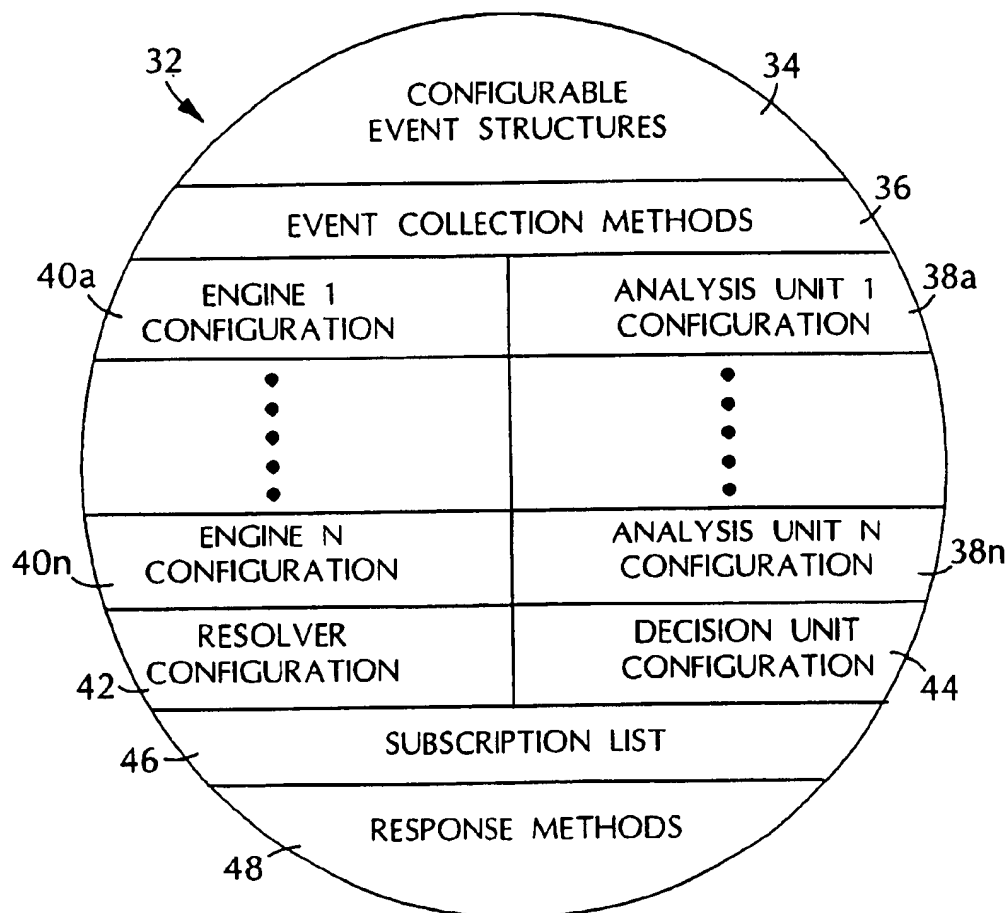 32
34
CONFIGURABLE
EVENT STRUCTURES
36
EVENT COLLECTION METHODS
40a
ENGINE 1
CONFIGURATION
ANALYSIS UNIT 1
CONFIGURATION
38a
ENGINE N
CONFIGURATION
ANALYSIS UNIT N
CONFIGURATION
40n
38n
RESOLVER
CONFIGURATION
DECISION UNIT
CONFIGURATION
42
44
SUBSCRIPTION LIST
46
RESPONSE METHODS
48